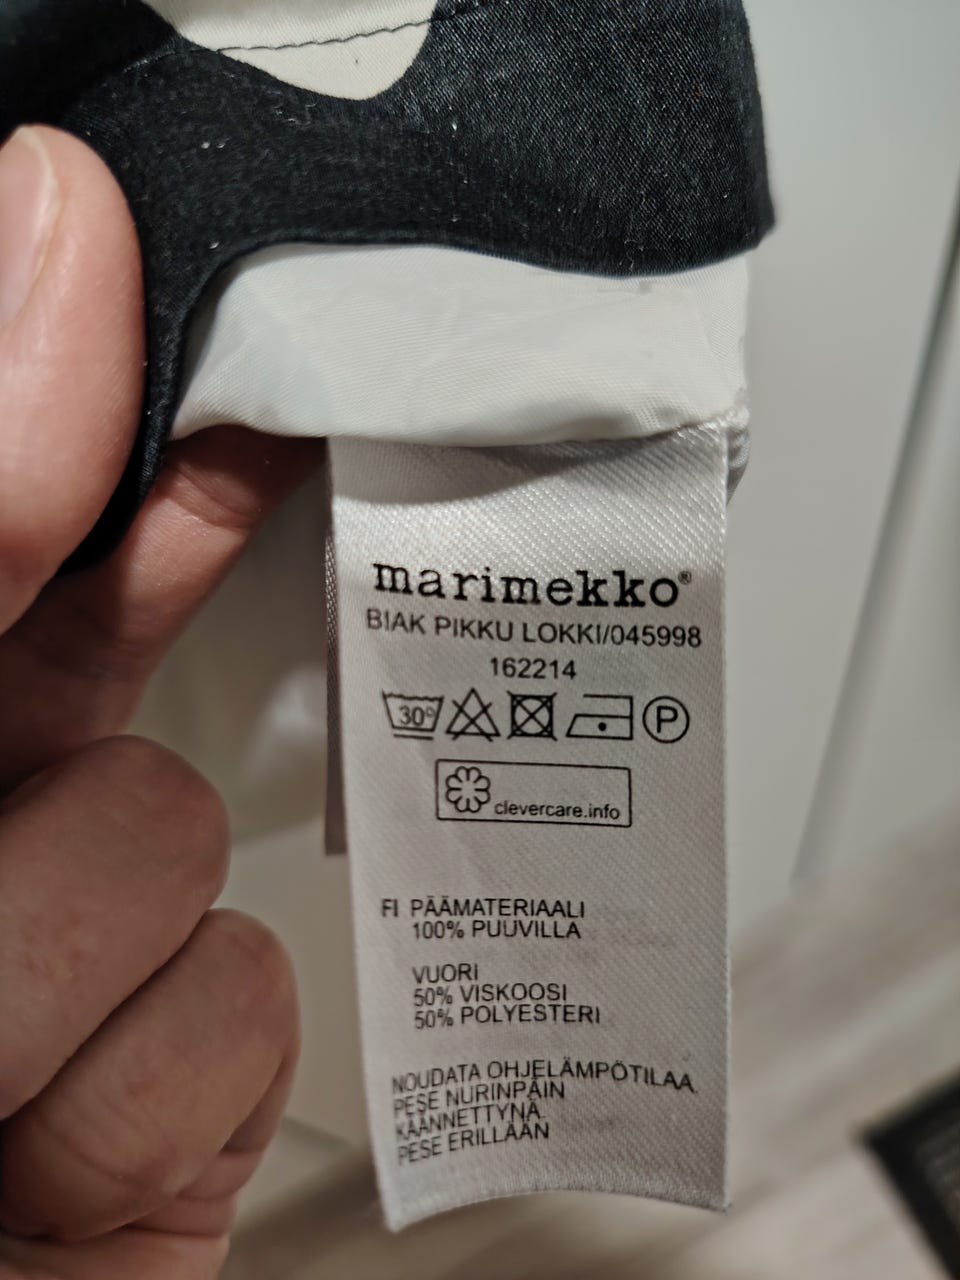 marimekko®
BIAK PIKKU LOKKI/045998
162214
30°
P
clevercare.info
FI PÄÄMATERIAALI
100% PUUVILLA
VUORI
50% VISKOOSI
50% POLYESTERI
NOUDATA OHJELÄMPÖTILAA.
PESE NURINPÄIN
KÄÄNNETTYNÄ.
PESE ERILLÄÄN